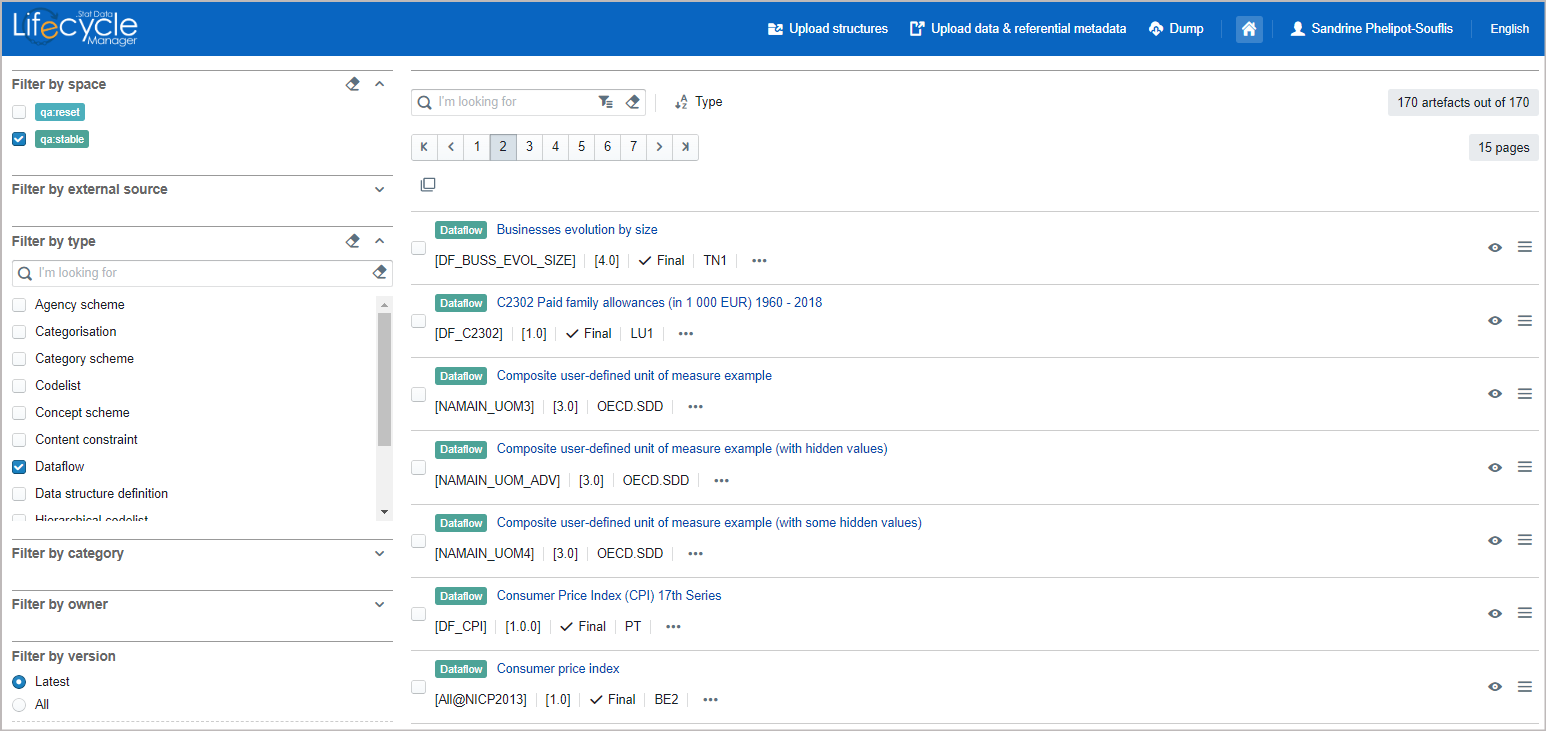 .Stat Data
Lifecycle
Manager
Upload structures
Upload data & referential metadata
Dump
Sandrine Phelipot-Souflis
English
Filter by space
qa:reset
qa:stable
Filter by external source
Filter by type
I'm looking for
Agency scheme
Categorisation
Category scheme
Codelist
Concept scheme
Content constraint
Dataflow
Data structure definition
Hierarchical codelist
Filter by category
Filter by owner
Filter by version
Latest
All
I'm looking for
Type
170 artefacts out of 170
1 2 3 4 5 6 7
15 pages
Dataflow Businesses evolution by size
[DF_BUSS_EVOL_SIZE] [4.0] Final TN1
Dataflow C2302 Paid family allowances (in 1 000 EUR) 1960 - 2018
[DF_C2302] [1.0] Final LU1
Dataflow Composite user-defined unit of measure example
[NAMAIN_UOM3] [3.0] OECD.SDD
Dataflow Composite user-defined unit of measure example (with hidden values)
[NAMAIN_UOM_ADV] [3.0] OECD.SDD
Dataflow Composite user-defined unit of measure example (with some hidden values)
[NAMAIN_UOM4] [3.0] OECD.SDD
Dataflow Consumer Price Index (CPI) 17th Series
[DF_CPI] [1.0.0] Final PT
Dataflow Consumer price index
[All@NICP2013] [1.0] Final BE2